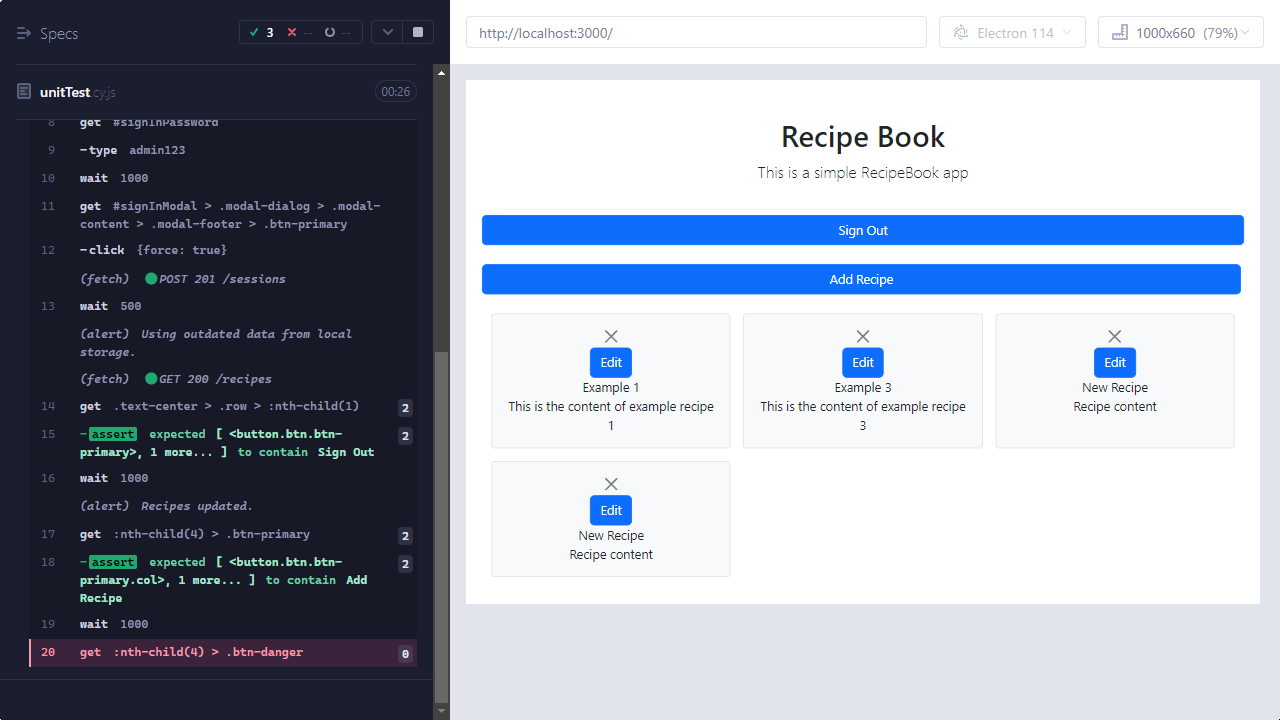 Specs
3
--
--
http://localhost:3000/
Electron 114
1000x660 (79%)
unitTest.cy.js
00:26
8 get #signInPassword
9 -type admin123
10 wait 1000
11 get #signInModal > .modal-dialog > .modal-
content > .modal-footer > .btn-primary
12 -click {force: true}
(fetch) POST 201 /sessions
13 wait 500
(alert) Using outdated data from local
storage.
(fetch) GET 200 /recipes
14 get .text-center > .row > :nth-child(1) 2
15 -assert expected [ <button.btn.btn- 2
primary>, 1 more... ] to contain Sign Out
16 wait 1000
(alert) Recipes updated.
17 get :nth-child(4) > .btn-primary 2
18 -assert expected [ <button.btn.btn- 2
primary.col>, 1 more... ] to contain Add
Recipe
19 wait 1000
20 get :nth-child(4) > .btn-danger 0
Recipe Book
This is a simple RecipeBook app
Sign Out
Add Recipe
Edit
Example 1
This is the content of example recipe
1
Edit
Example 3
This is the content of example recipe
3
Edit
New Recipe
Recipe content
Edit
New Recipe
Recipe content